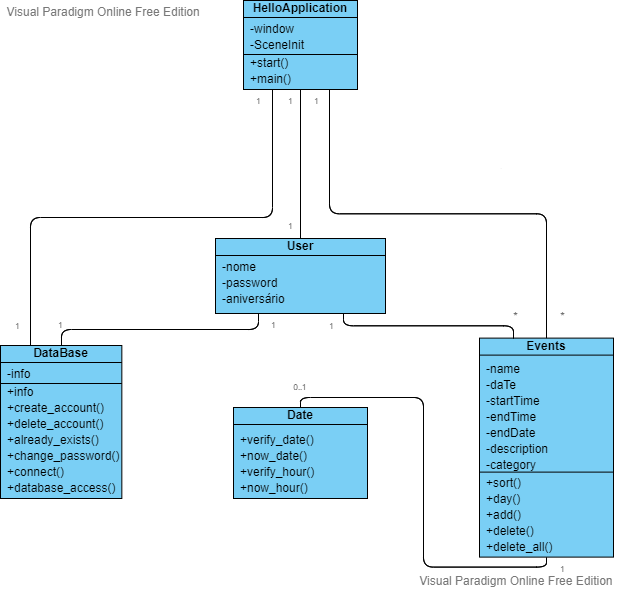 Visual Paradigm Online Free Edition
HelloApplication
-window
-SceneInit
+start()
+main()
1
1
1
1
User
-nome
-password
-aniversário
1
1
1
1
*
*
DataBase
-info
+info
+create_account()
+delete_account()
+already_exists()
+change_password()
+connect()
+database_access()
Events
-name
-daTe
-startTime
-endTime
-endDate
-description
-category
+sort()
+day()
+add()
+delete()
+delete_all()
0..1
Date
+verify_date()
+now_date()
+verify_hour()
+now_hour()
1
Visual Paradigm Online Free Edition